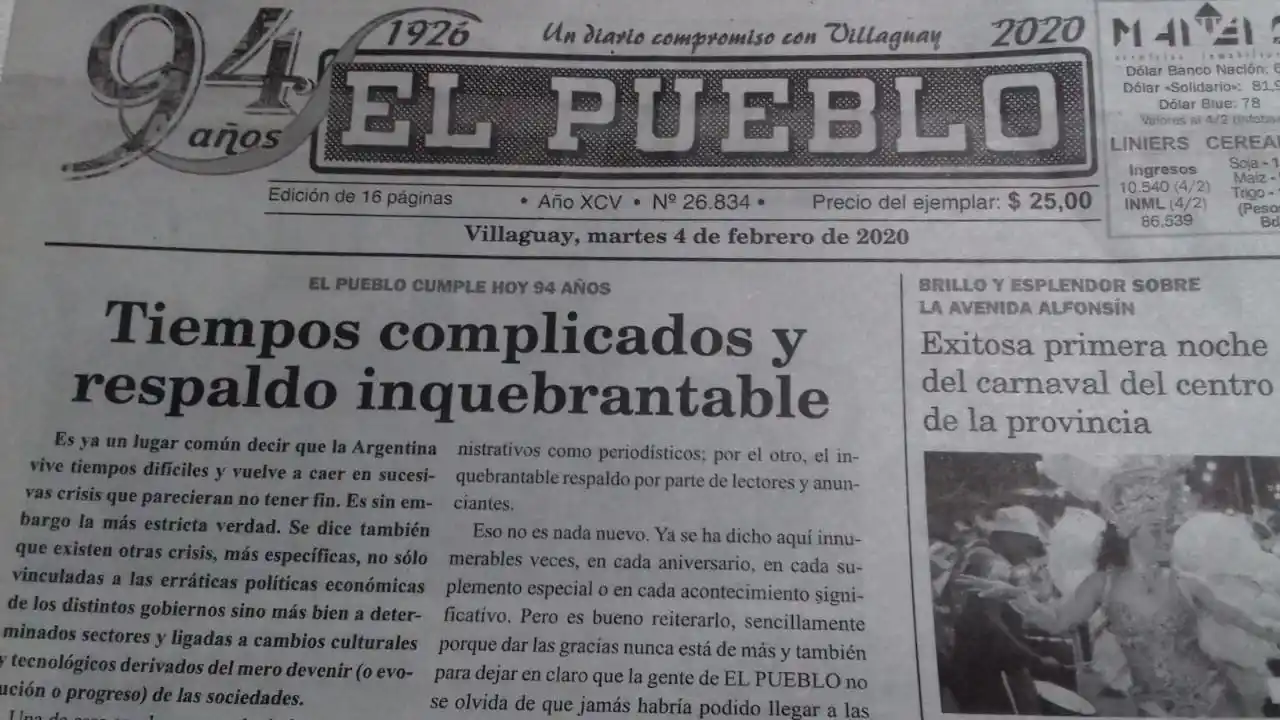 94 años
1926
Un diario compromiso con Villaguay
2020
EL PUEBLO
Edición de 16 páginas
• Año XCV • Nº 26.834 •
Precio del ejemplar: $ 25,00
Villaguay, martes 4 de febrero de 2020
Dólar Banco Nación:
Dólar «Solidario»: 81,9
Dólar Blue: 78
Valores al 4/2
LINIERS
Ingresos
10.540 (4/2)
INML (4/2)
86.539
Soja -
Maíz -
Trigo -
EL PUEBLO CUMPLE HOY 94 AÑOS
Tiempos complicados y
respaldo inquebrantable
Es ya un lugar común decir que la Argentina
vive tiempos difíciles y vuelve a caer en sucesi-
vas crisis que parecieran no tener fin. Es sin em-
bargo la más estricta verdad. Se dice también
que existen otras crisis, más específicas, no sólo
vinculadas a las erráticas políticas económicas
de los distintos gobiernos sino más bien a deter-
minados sectores y ligadas a cambios culturales
y tecnológicos derivados del mero devenir (o evo-
lución o progreso) de las sociedades.
nistrativos como periodísticos; por el otro, el in-
quebrantable respaldo por parte de lectores y anun-
ciantes.
Eso no es nada nuevo. Ya se ha dicho aquí innu-
merables veces, en cada aniversario, en cada su-
plemento especial o en cada acontecimiento signi-
ficativo. Pero es bueno reiterarlo, sencillamente
porque dar las gracias nunca está de más y también
para dejar en claro que la gente de EL PUEBLO no
se olvida de que jamás habría podido llegar a las
BRILLO Y ESPLENDOR SOBRE
LA AVENIDA ALFONSÍN
Exitosa primera noche
del carnaval del centro
de la provincia